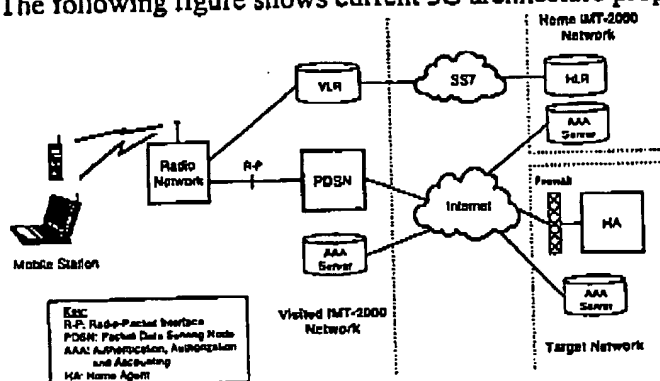 The following figure shows current 3G architecture
Home IMT-2000
Network
VLR
SS7
HLR
AAA
Server
Radio
Network
R-P
PDSN
Internet
Firewall
HA
AAA
Server
AAA
Server
Mobile Station
Visited IMT-2000
Network
Target Network
Key:
R-P: Radio-Packet Interface
PDSN: Packet Data Serving Node
AAA: Authentication, Authorization
and Accounting
HA: Home Agent